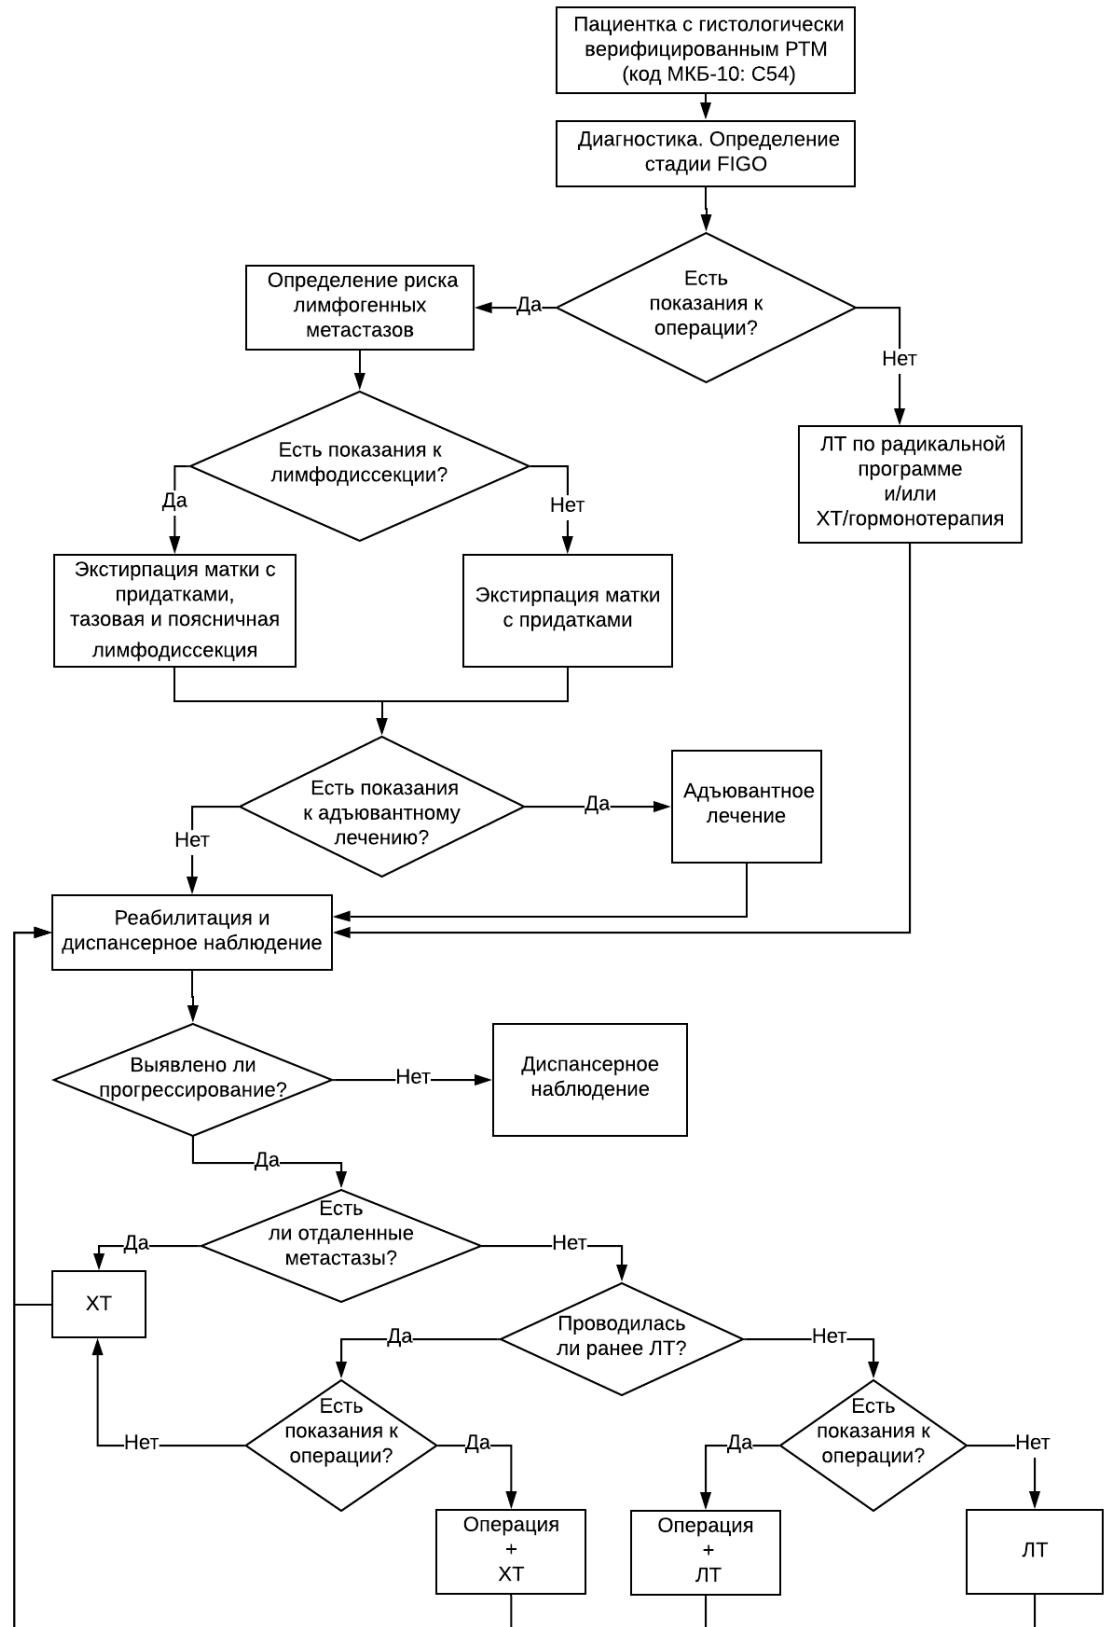 Пациентка с гистологически
верифицированным РТМ
(код МКБ-10: C54)
Диагностика. Определение
стадии FIGO
Есть
показания к
операции?
Да
Нет
Определение риска
лимфогенных
метастазов
Есть показания к
лимфодиссекции?
Да
Нет
ЛТ по радикальной
программе
и/или
ХТ/гормонотерапия
Экстирпация матки с
придатками,
тазовая и поясничная
лимфодиссекция
Экстирпация матки
с придатками
Есть показания
к адъювантному
лечению?
Да
Нет
Адъювантное
лечение
Реабилитация и
диспансерное наблюдение
Выявлено ли
прогрессирование?
Нет
Диспансерное
наблюдение
Да
Есть
ли отдаленные
метастазы?
Да
Нет
ХТ
Проводилась
ли ранее ЛТ?
Да
Нет
Есть
показания к
операции?
Нет
Да
Есть
показания к
операции?
Да
Нет
Операция
+
ХТ
Операция
+
ЛТ
ЛТ